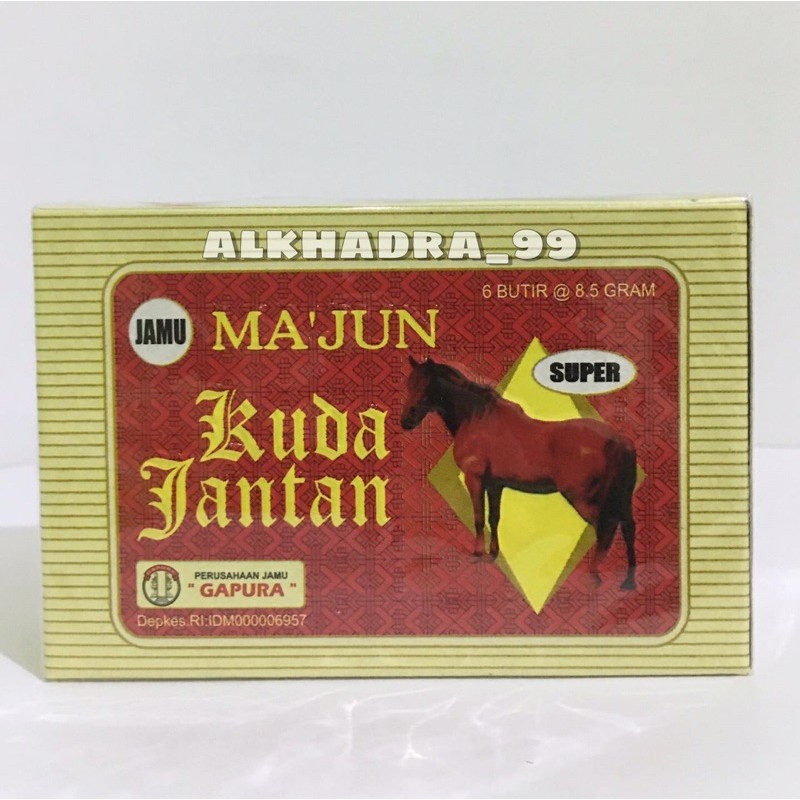 ALKHADRA_99
6 BUTIR @ 8.5 GRAM
JAMU
MA'JUN
SUPER
Kuda
Jantan
PERUSAHAAN JAMU
"GAPURA"
Depkes.RI:IDM000006957